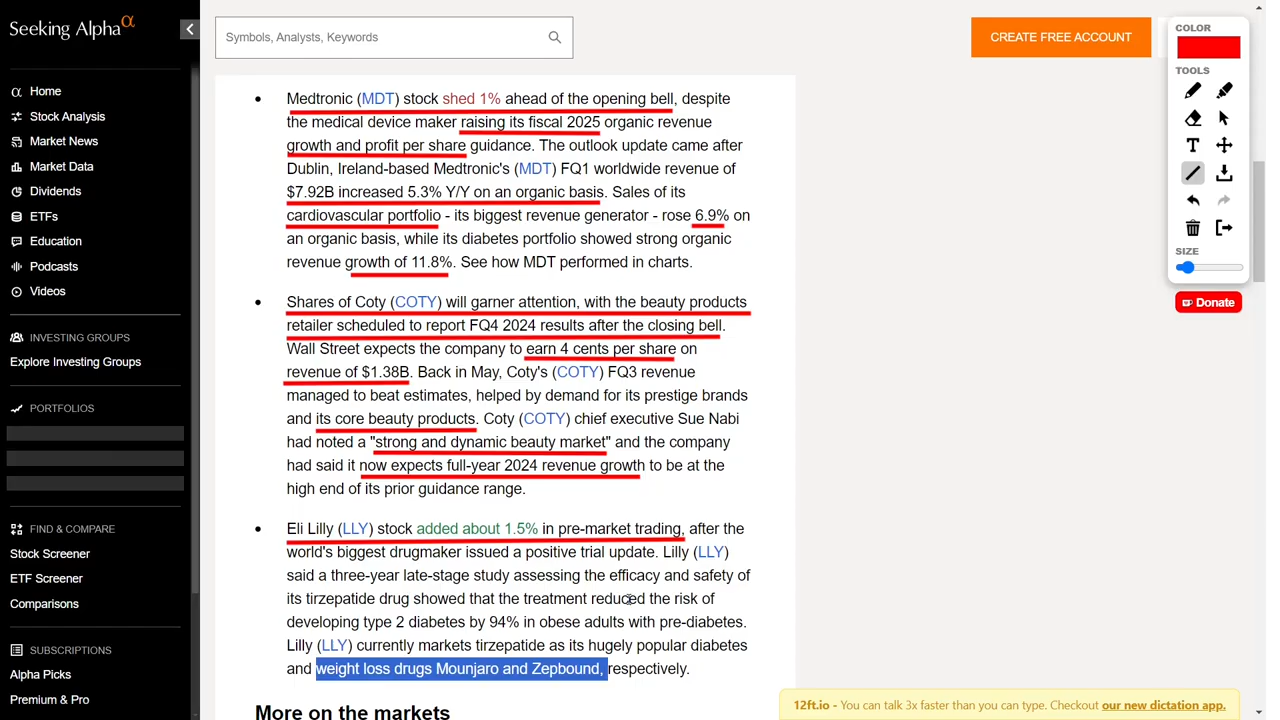 Seeking Alphaα
Home
Stock Analysis
Market News
Market Data
Dividends
ETFs
Education
Podcasts
Videos
INVESTING GROUPS
Explore Investing Groups
PORTFOLIOS
FIND & COMPARE
Stock Screener
ETF Screener
Comparisons
SUBSCRIPTIONS
Alpha Picks
Premium & Pro
Symbols, Analysts, Keywords
CREATE FREE ACCOUNT
Medtronic (MDT) stock shed 1% ahead of the opening bell, despite
the medical device maker raising its fiscal 2025 organic revenue
growth and profit per share guidance. The outlook update came after
Dublin, Ireland-based Medtronic's (MDT) FQ1 worldwide revenue of
$7.92B increased 5.3% Y/Y on an organic basis. Sales of its
cardiovascular portfolio - its biggest revenue generator - rose 6.9% on
an organic basis, while its diabetes portfolio showed strong organic
revenue growth of 11.8%. See how MDT performed in charts.
Shares of Coty (COTY) will garner attention, with the beauty products
retailer scheduled to report FQ4 2024 results after the closing bell.
Wall Street expects the company to earn 4 cents per share on
revenue of $1.38B. Back in May, Coty's (COTY) FQ3 revenue
managed to beat estimates, helped by demand for its prestige brands
and its core beauty products. Coty (COTY) chief executive Sue Nabi
had noted a "strong and dynamic beauty market" and the company
had said it now expects full-year 2024 revenue growth to be at the
high end of its prior guidance range.
Eli Lilly (LLY) stock added about 1.5% in pre-market trading, after the
world's biggest drugmaker issued a positive trial update. Lilly (LLY)
said a three-year late-stage study assessing the efficacy and safety of
its tirzepatide drug showed that the treatment reduced the risk of
developing type 2 diabetes by 94% in obese adults with pre-diabetes.
Lilly (LLY) currently markets tirzepatide as its hugely popular diabetes
and weight loss drugs Mounjaro and Zepbound, respectively.
More on the markets
COLOR
TOOLS
SIZE
Donate
12ft.io - You can talk 3x faster than you can type. Checkout our new dictation app.